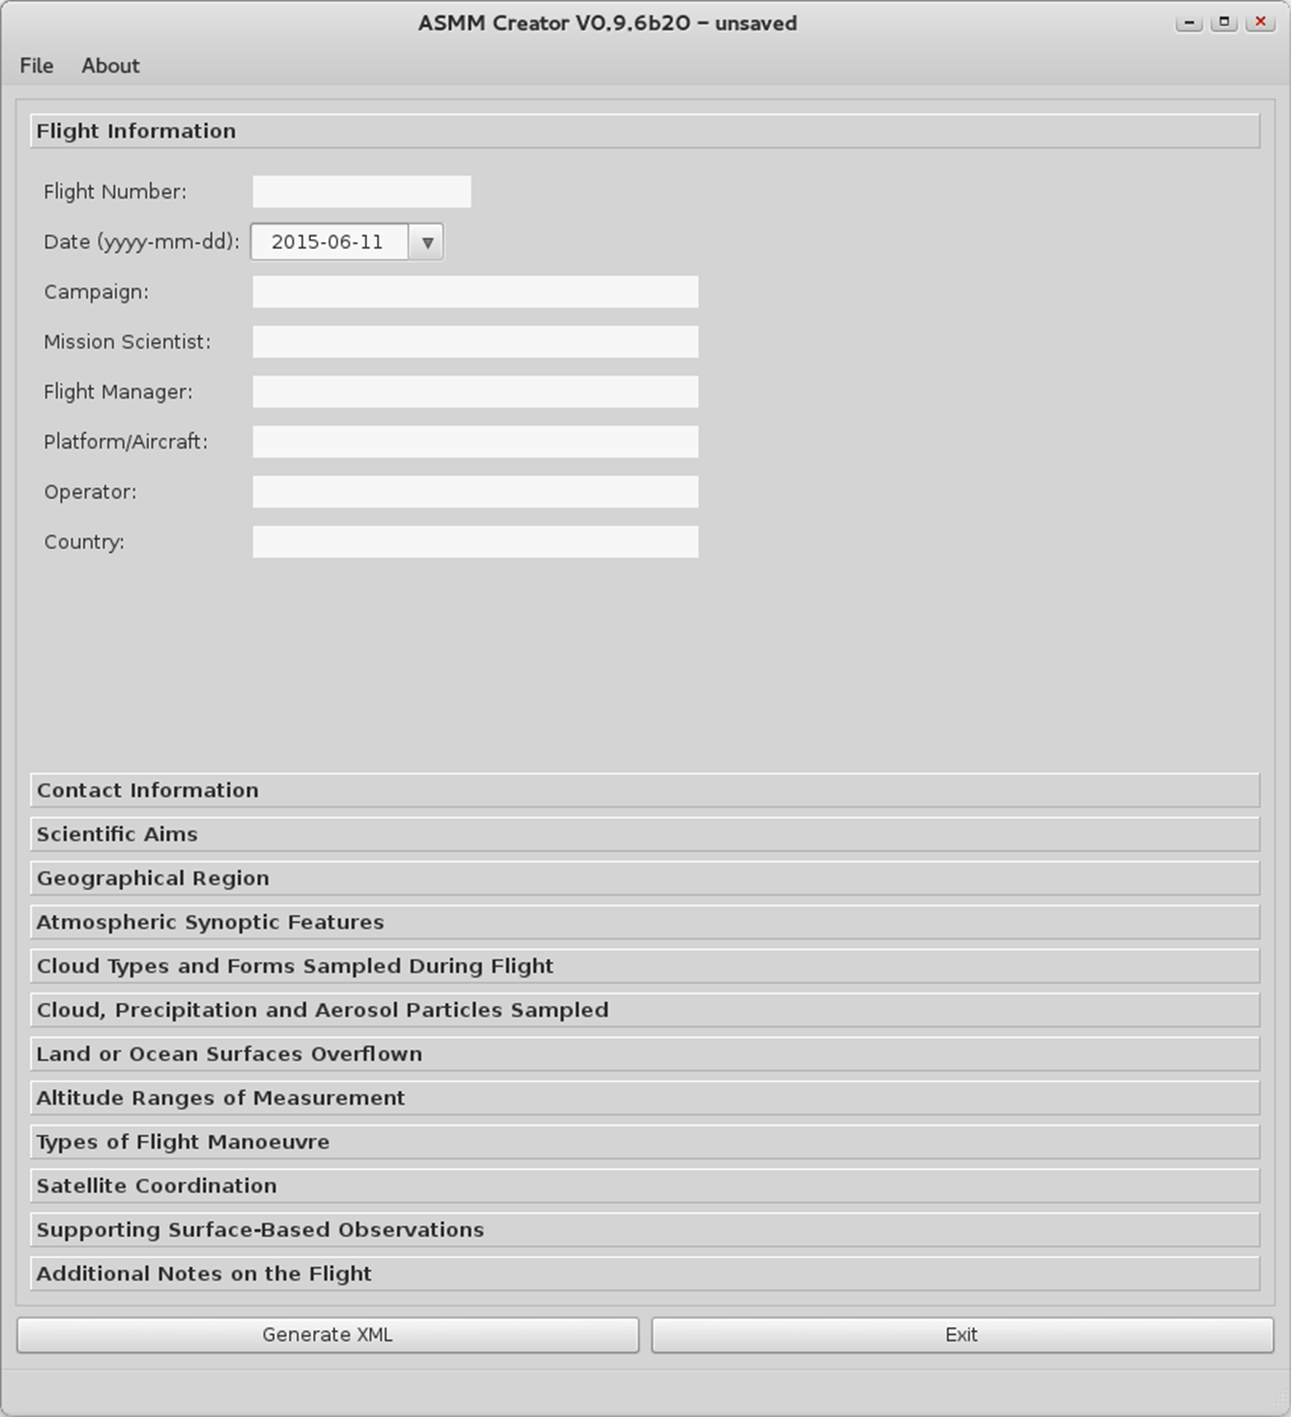 ASMM Creator V0.9.6b20 – unsaved
File About
Flight Information
Flight Number:
Date (yyyy-mm-dd): 2015-06-11
Campaign:
Mission Scientist:
Flight Manager:
Platform/Aircraft:
Operator:
Country:
Contact Information
Scientific Aims
Geographical Region
Atmospheric Synoptic Features
Cloud Types and Forms Sampled During Flight
Cloud, Precipitation and Aerosol Particles Sampled
Land or Ocean Surfaces Overflown
Altitude Ranges of Measurement
Types of Flight Manoeuvre
Satellite Coordination
Supporting Surface-Based Observations
Additional Notes on the Flight
Generate XML Exit